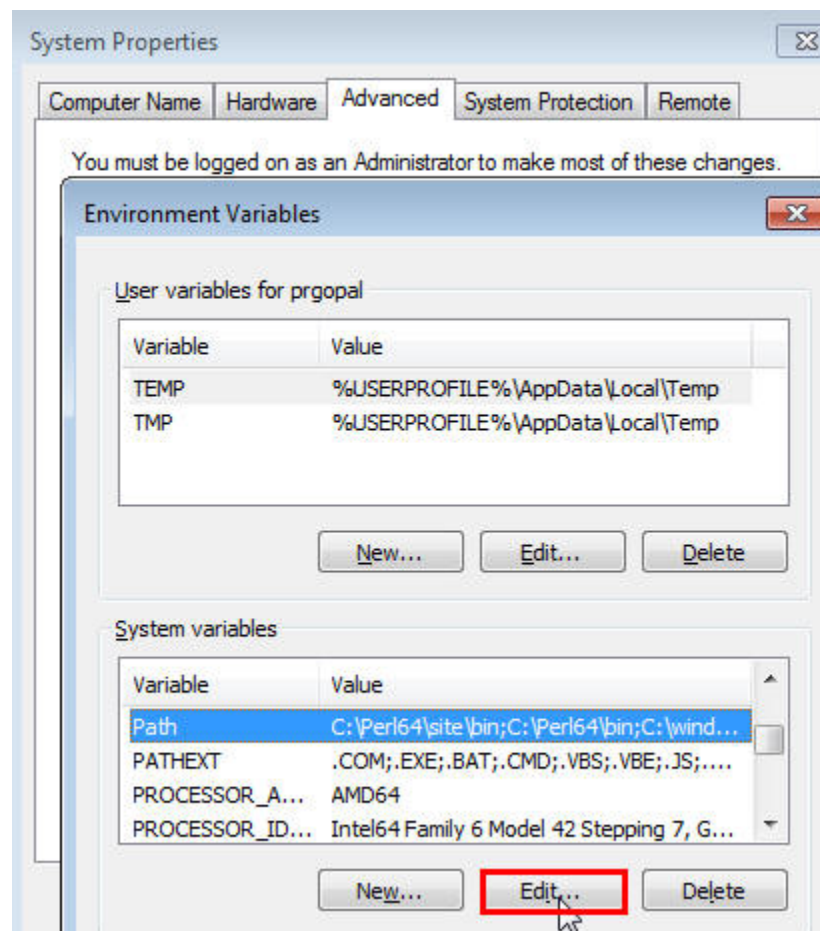 System Properties
Computer Name Hardware Advanced System Protection Remote
You must be logged on as an Administrator to make most of these changes.
Environment Variables
User variables for prgopal
Variable Value
TEMP %USERPROFILE%\AppData\Local\Temp
TMP %USERPROFILE%\AppData\Local\Temp
New... Edit... Delete
System variables
Variable Value
Path C:\Perl64\site\bin;C:\Perl64\bin;C:\wind...
PATHEXT .COM;.EXE;.BAT;.CMD;.VBS;.VBE;.JS;....
PROCESSOR_A... AMD64
PROCESSOR_ID... Intel64 Family 6 Model 42 Stepping 7, G...
New... Edit... Delete